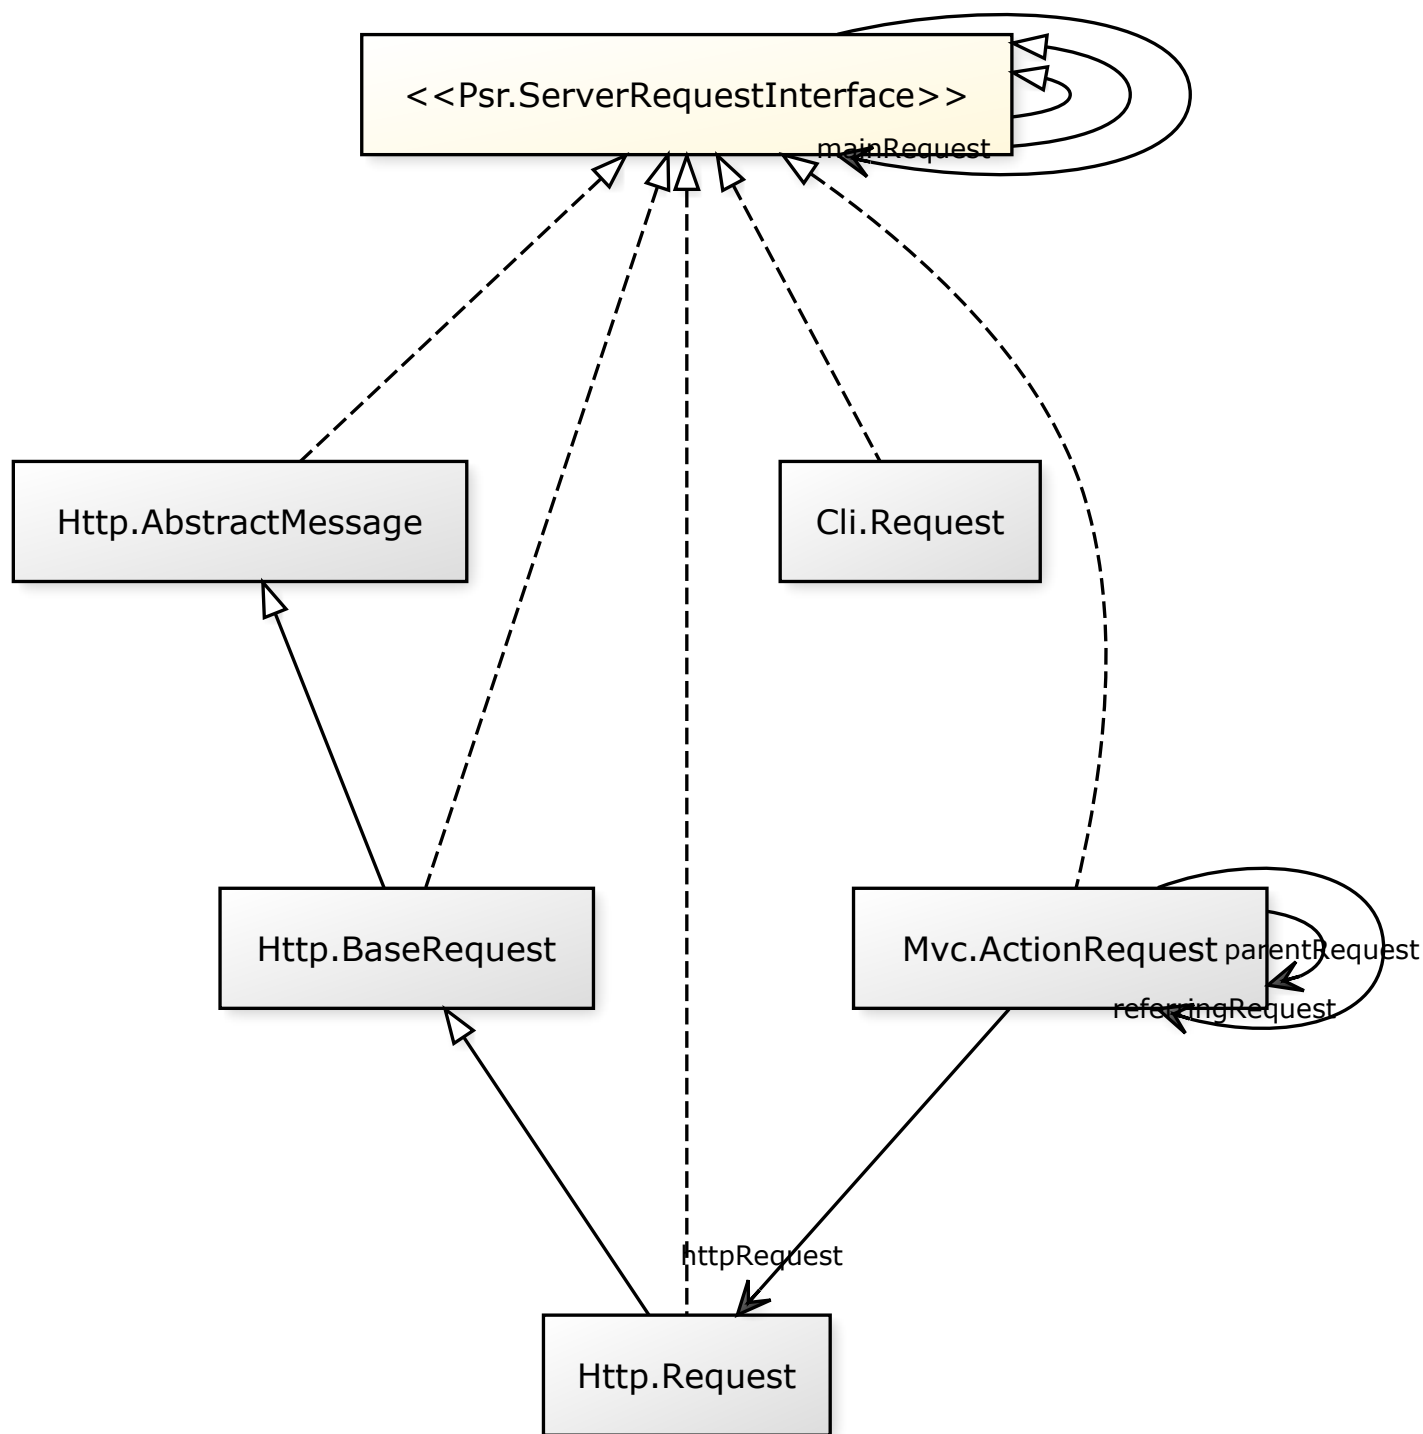 <<Psr.ServerRequestInterface>>
mainRequest
Http.AbstractMessage
Cli.Request
Http.BaseRequest
Mvc.ActionRequest
parentRequest
referringRequest
httpRequest
Http.Request